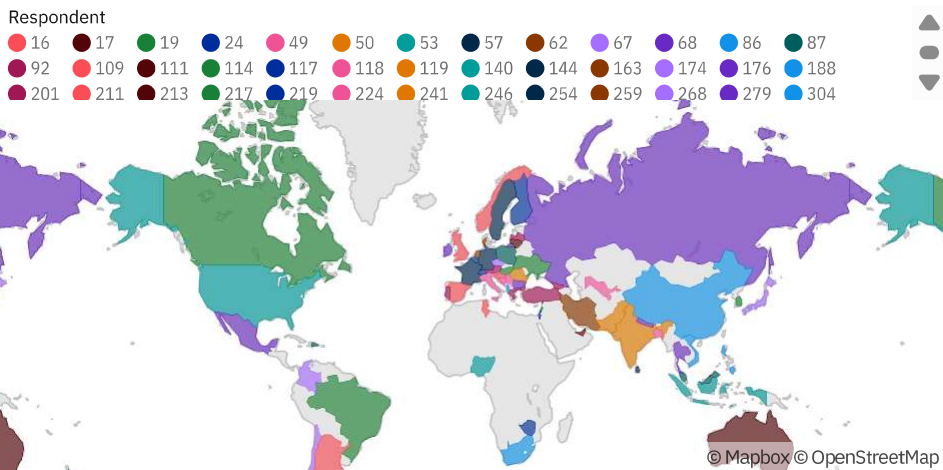 Respondent
16 17 19 24 49 50 53 57 62 67 68 86 87
92 109 111 114 117 118 119 140 144 163 174 176 188
201 211 213 217 219 224 241 246 254 259 268 279 304
© Mapbox © OpenStreetMap